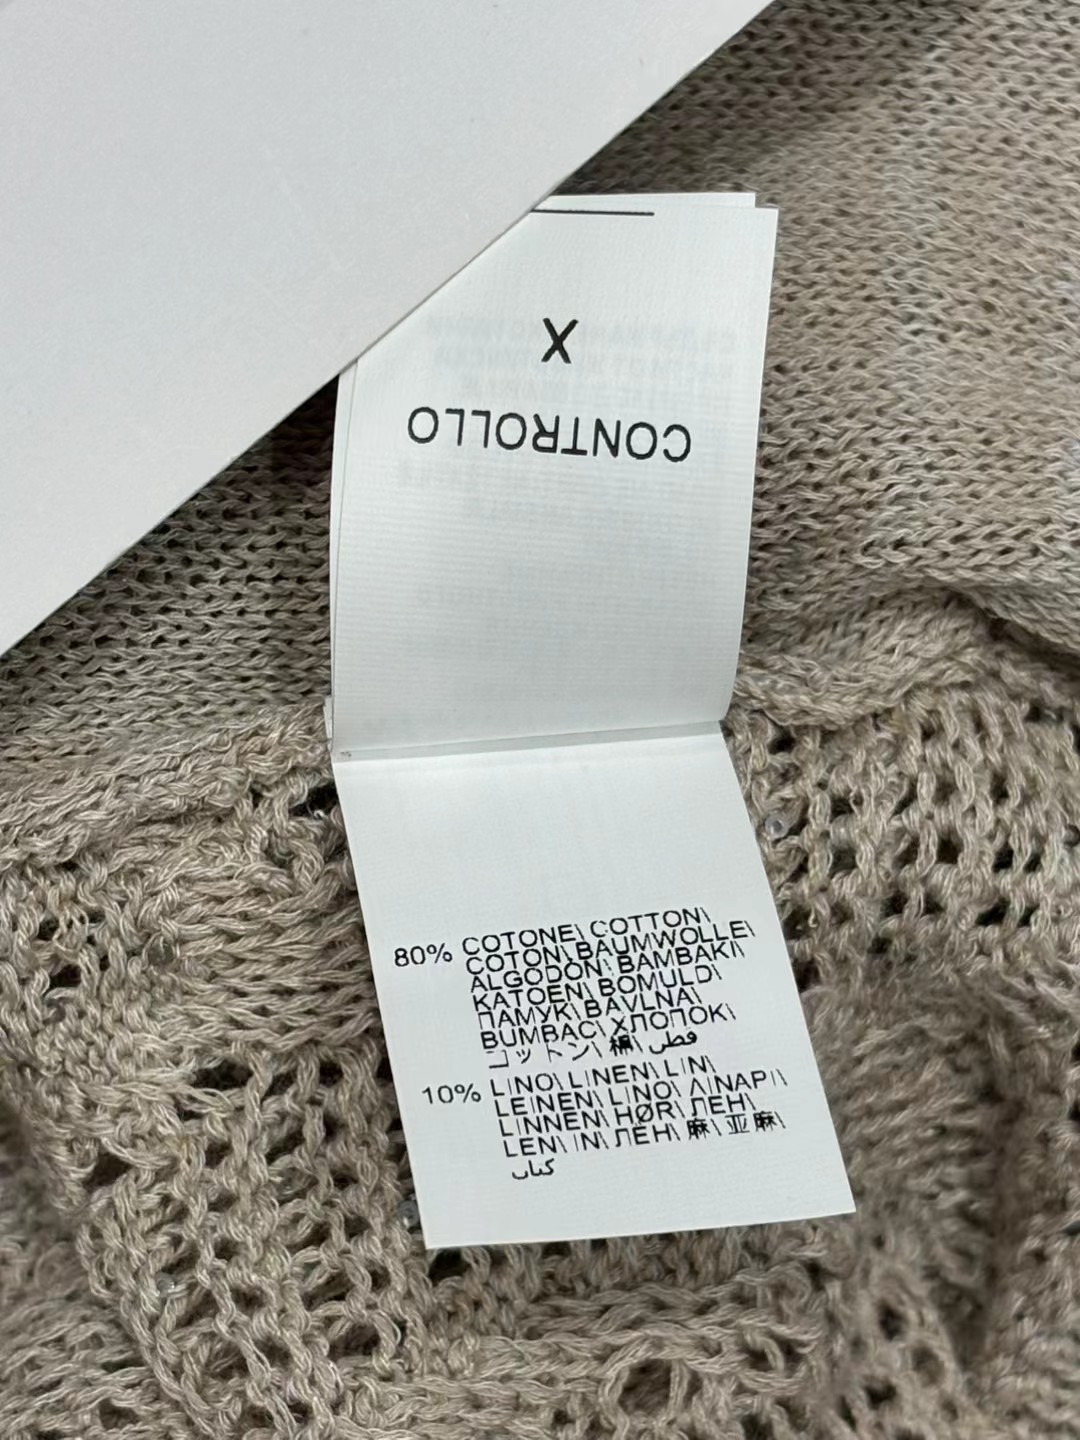 X
CONTROLLO
80% COTONE\ COTTON\
COTON\ BAUMWOLLE\
ALGODÓN\ BAMBAKI\
KATOEN\ BOMULD\
ПАМУК\ BAVLNA\
BUMBAC\ ХЛОПОК\
コットン\ 棉\ قطن
10% LINO\ LINEN\ LIN\
LEINEN\ LINO\ ΛINAPI\
LINNEN\ HØR\ ЛЕН\
LEN\ IN\ ЛЕН\ 麻\ 亚麻\
كتان